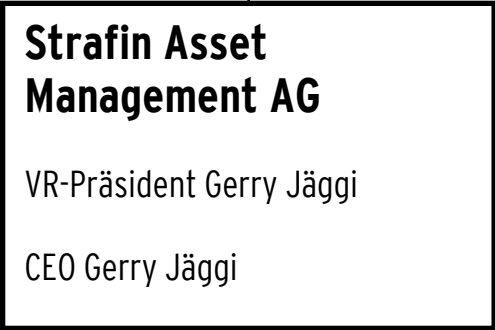 Strafin Asset
Management AG
VR-Präsident Gerry Jäggi
CEO Gerry Jäggi